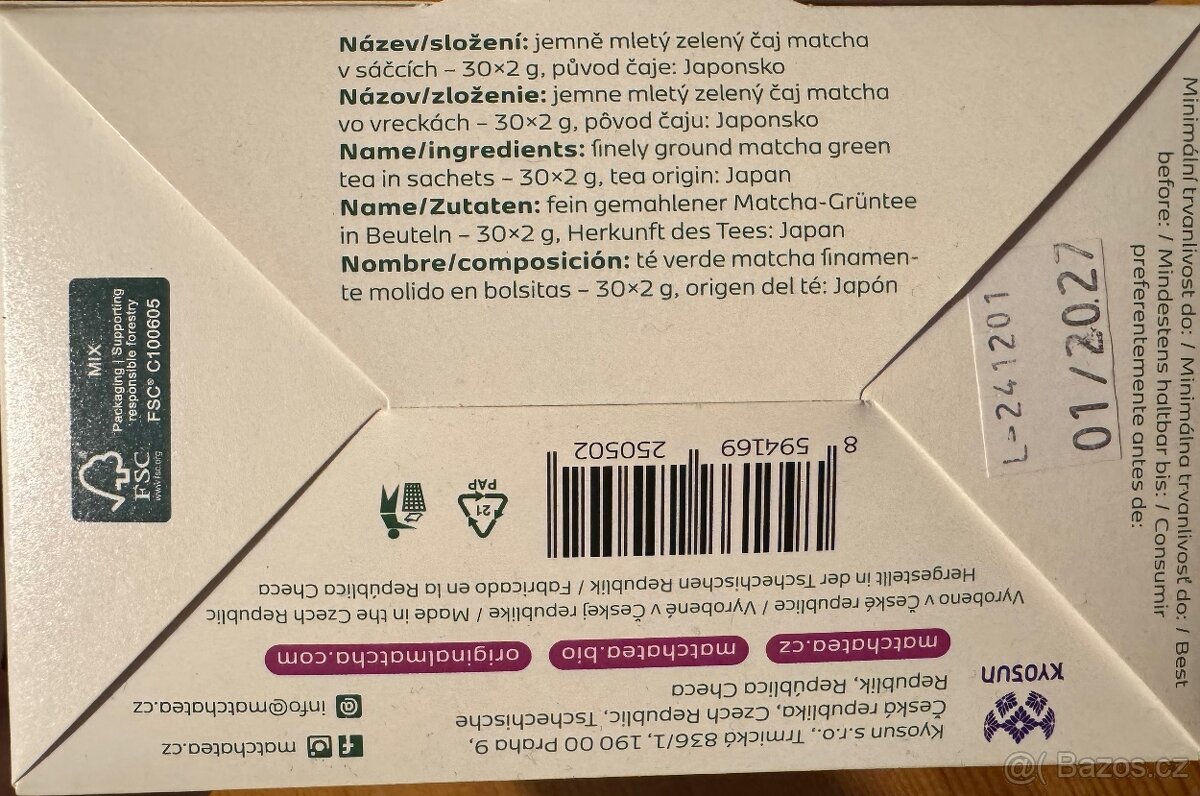 Název/složení: jemně mletý zelený čaj matcha
v sáčcích – 30×2 g, původ čaje: Japonsko
Názov/zloženie: jemne mletý zelený čaj matcha
vo vreckách – 30×2 g, pôvod čaju: Japonsko
Name/ingredients: finely ground matcha green
tea in sachets – 30×2 g, tea origin: Japan
Name/Zutaten: fein gemahlener Matcha-Grüntee
in Beuteln – 30×2 g, Herkunft des Tees: Japan
Nombre/composición: té verde matcha finamen-
te molido en bolsitas – 30×2 g, origen del té: Japón
Minimální trvanlivost do: / Minimálna trvanlivosť do: / Best
before: / Mindestens haltbar bis: / Consumir
preferentemente antes de:
01/2027
L-241201
FSC
www.fsc.org
MIX
Packaging | Supporting
responsible forestry
FSC® C100605
Kyosun s.r.o., Trmická 836/1, 190 00 Praha 9,
Česká republika, Czech Republic, Tschechische
Republik, República Checa
KYOSUN
matchatea.cz
info@matchatea.cz
matchatea.cz
matchatea.bio
originalmatcha.com
Vyrobeno v České republice / Vyrobené v Českej republike / Made in the Czech Republic
Hergestellt in der Tschechischen Republik / Fabricado en la República Checa
21
PAP
8 594169 250502
@( Bazos.cz